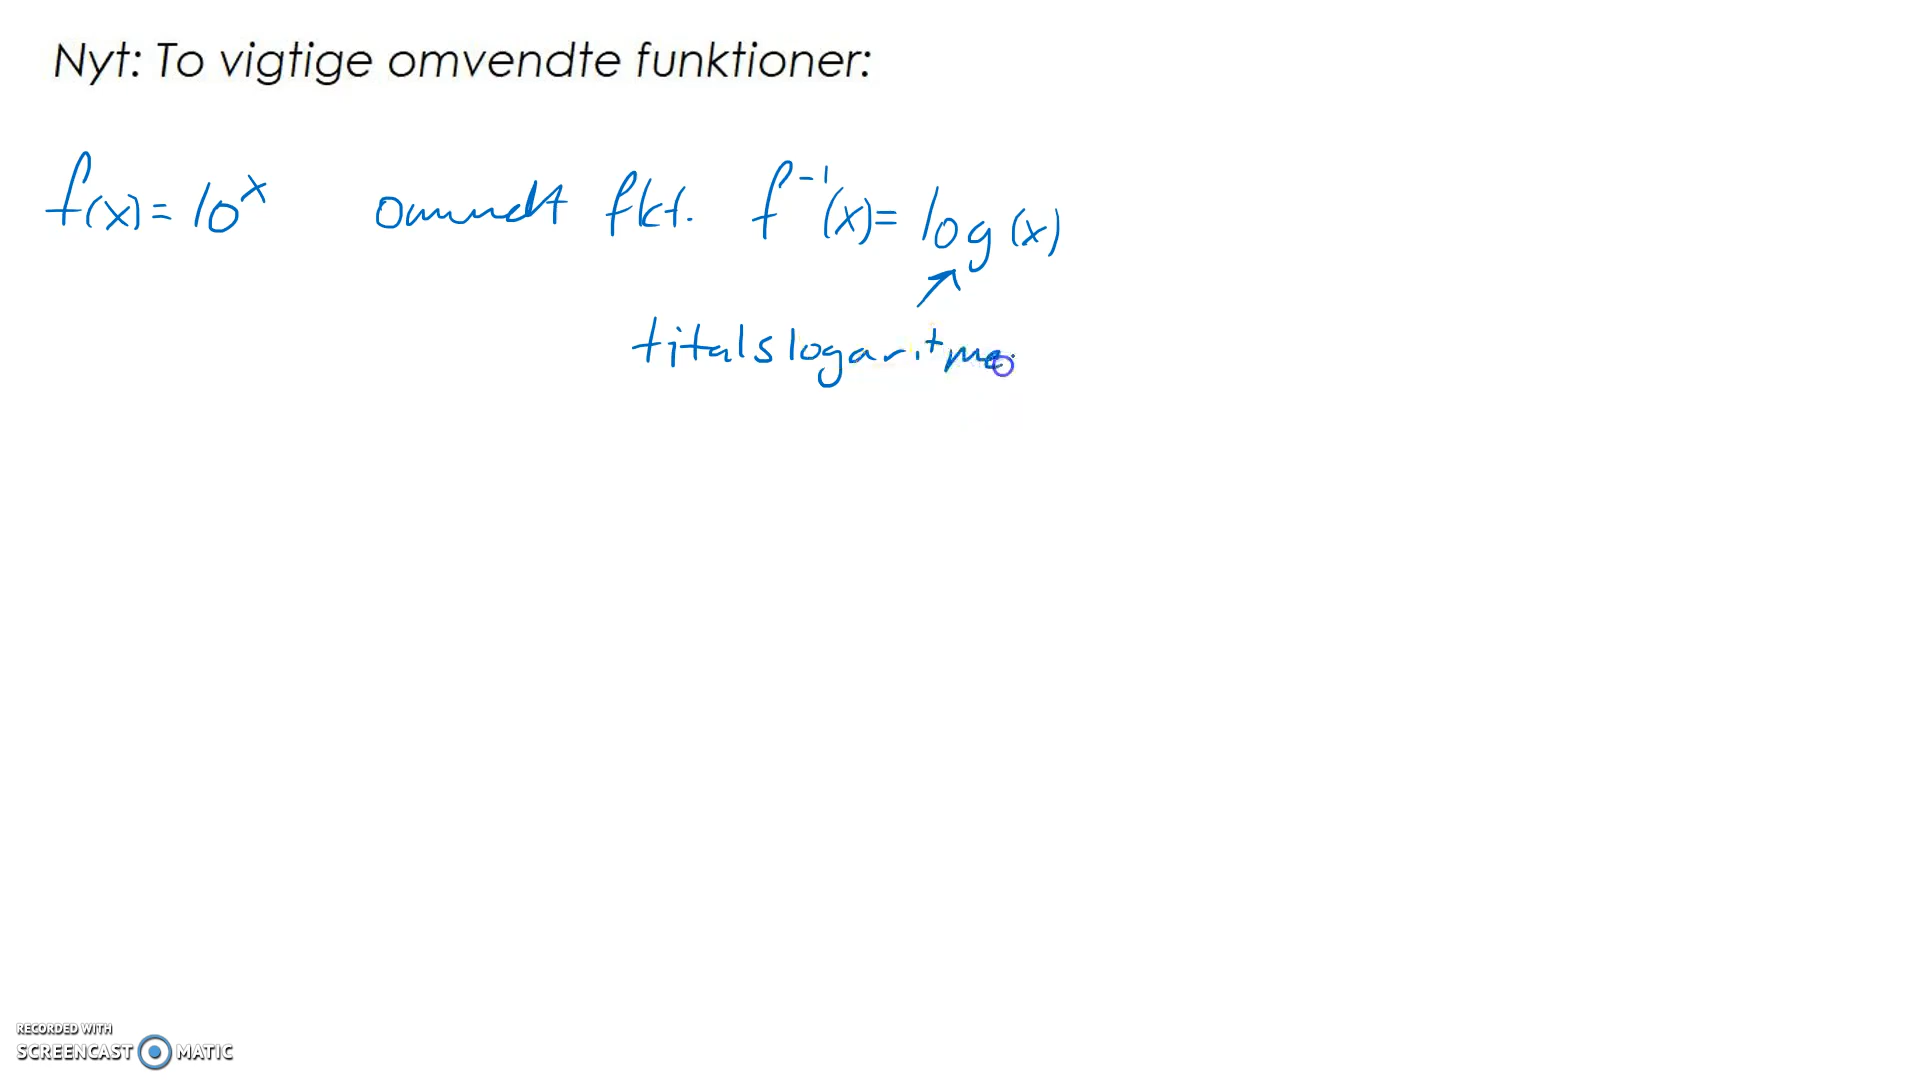 Nyt: To vigtige omvendte funktioner:
f(x) = 10^x omvendt fkt. f^-1(x) = log(x)
titalslogaritme
RECORDED WITH
SCREENCAST MATIC